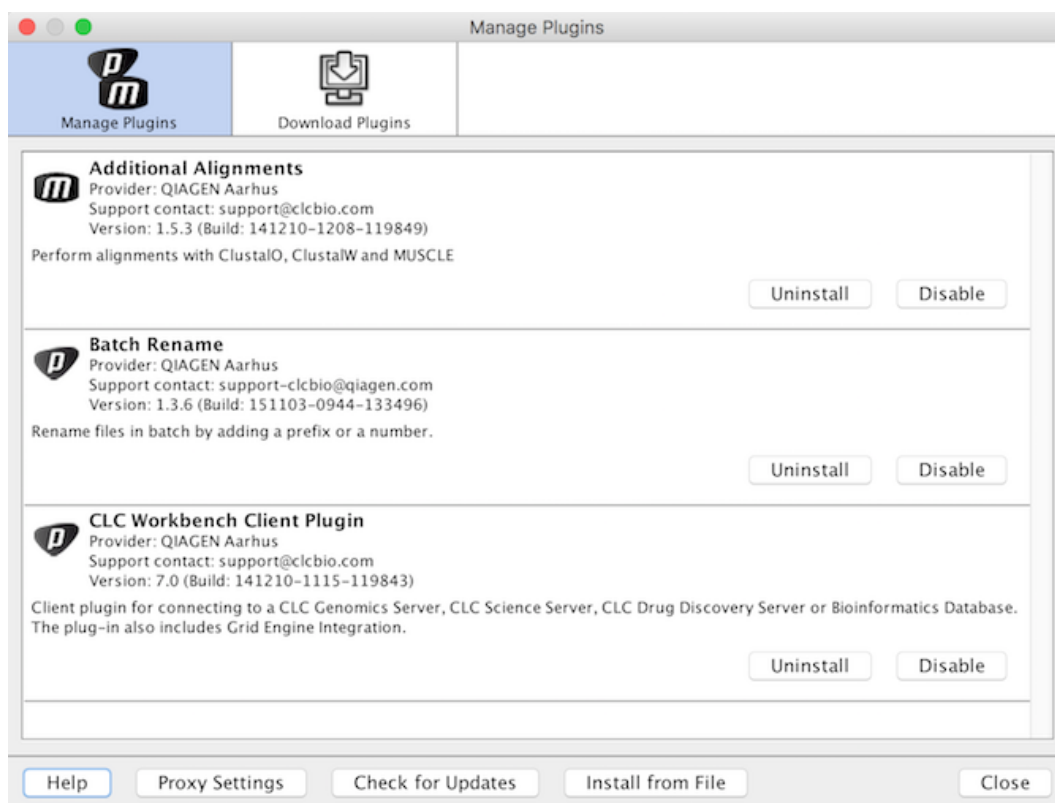 Manage Plugins
Manage Plugins
Download Plugins
Additional Alignments
Provider: QIAGEN Aarhus
Support contact: support@clcbio.com
Version: 1.5.3 (Build: 141210-1208-119849)
Perform alignments with ClustalO, ClustalW and MUSCLE
Uninstall
Disable
Batch Rename
Provider: QIAGEN Aarhus
Support contact: support-clcbio@qiagen.com
Version: 1.3.6 (Build: 151103-0944-133496)
Rename files in batch by adding a prefix or a number.
Uninstall
Disable
CLC Workbench Client Plugin
Provider: QIAGEN Aarhus
Support contact: support@clcbio.com
Version: 7.0 (Build: 141210-1115-119843)
Client plugin for connecting to a CLC Genomics Server, CLC Science Server, CLC Drug Discovery Server or Bioinformatics Database.
The plug-in also includes Grid Engine Integration.
Uninstall
Disable
Help
Proxy Settings
Check for Updates
Install from File
Close